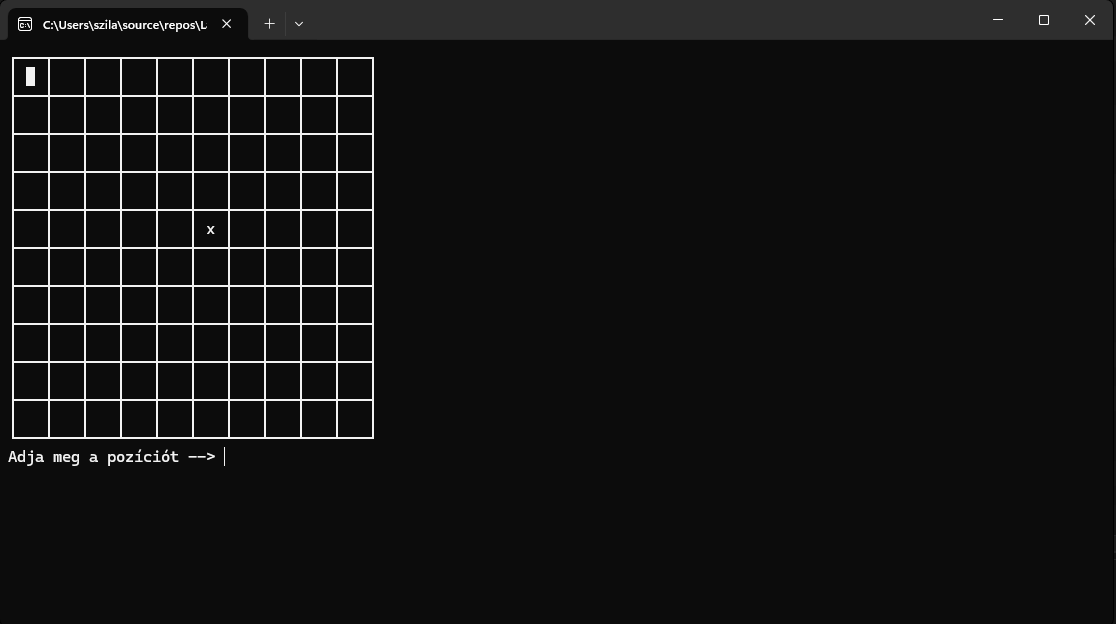 C:\Users\szila\source\repos\L
x
Adja meg a pozíciót -->